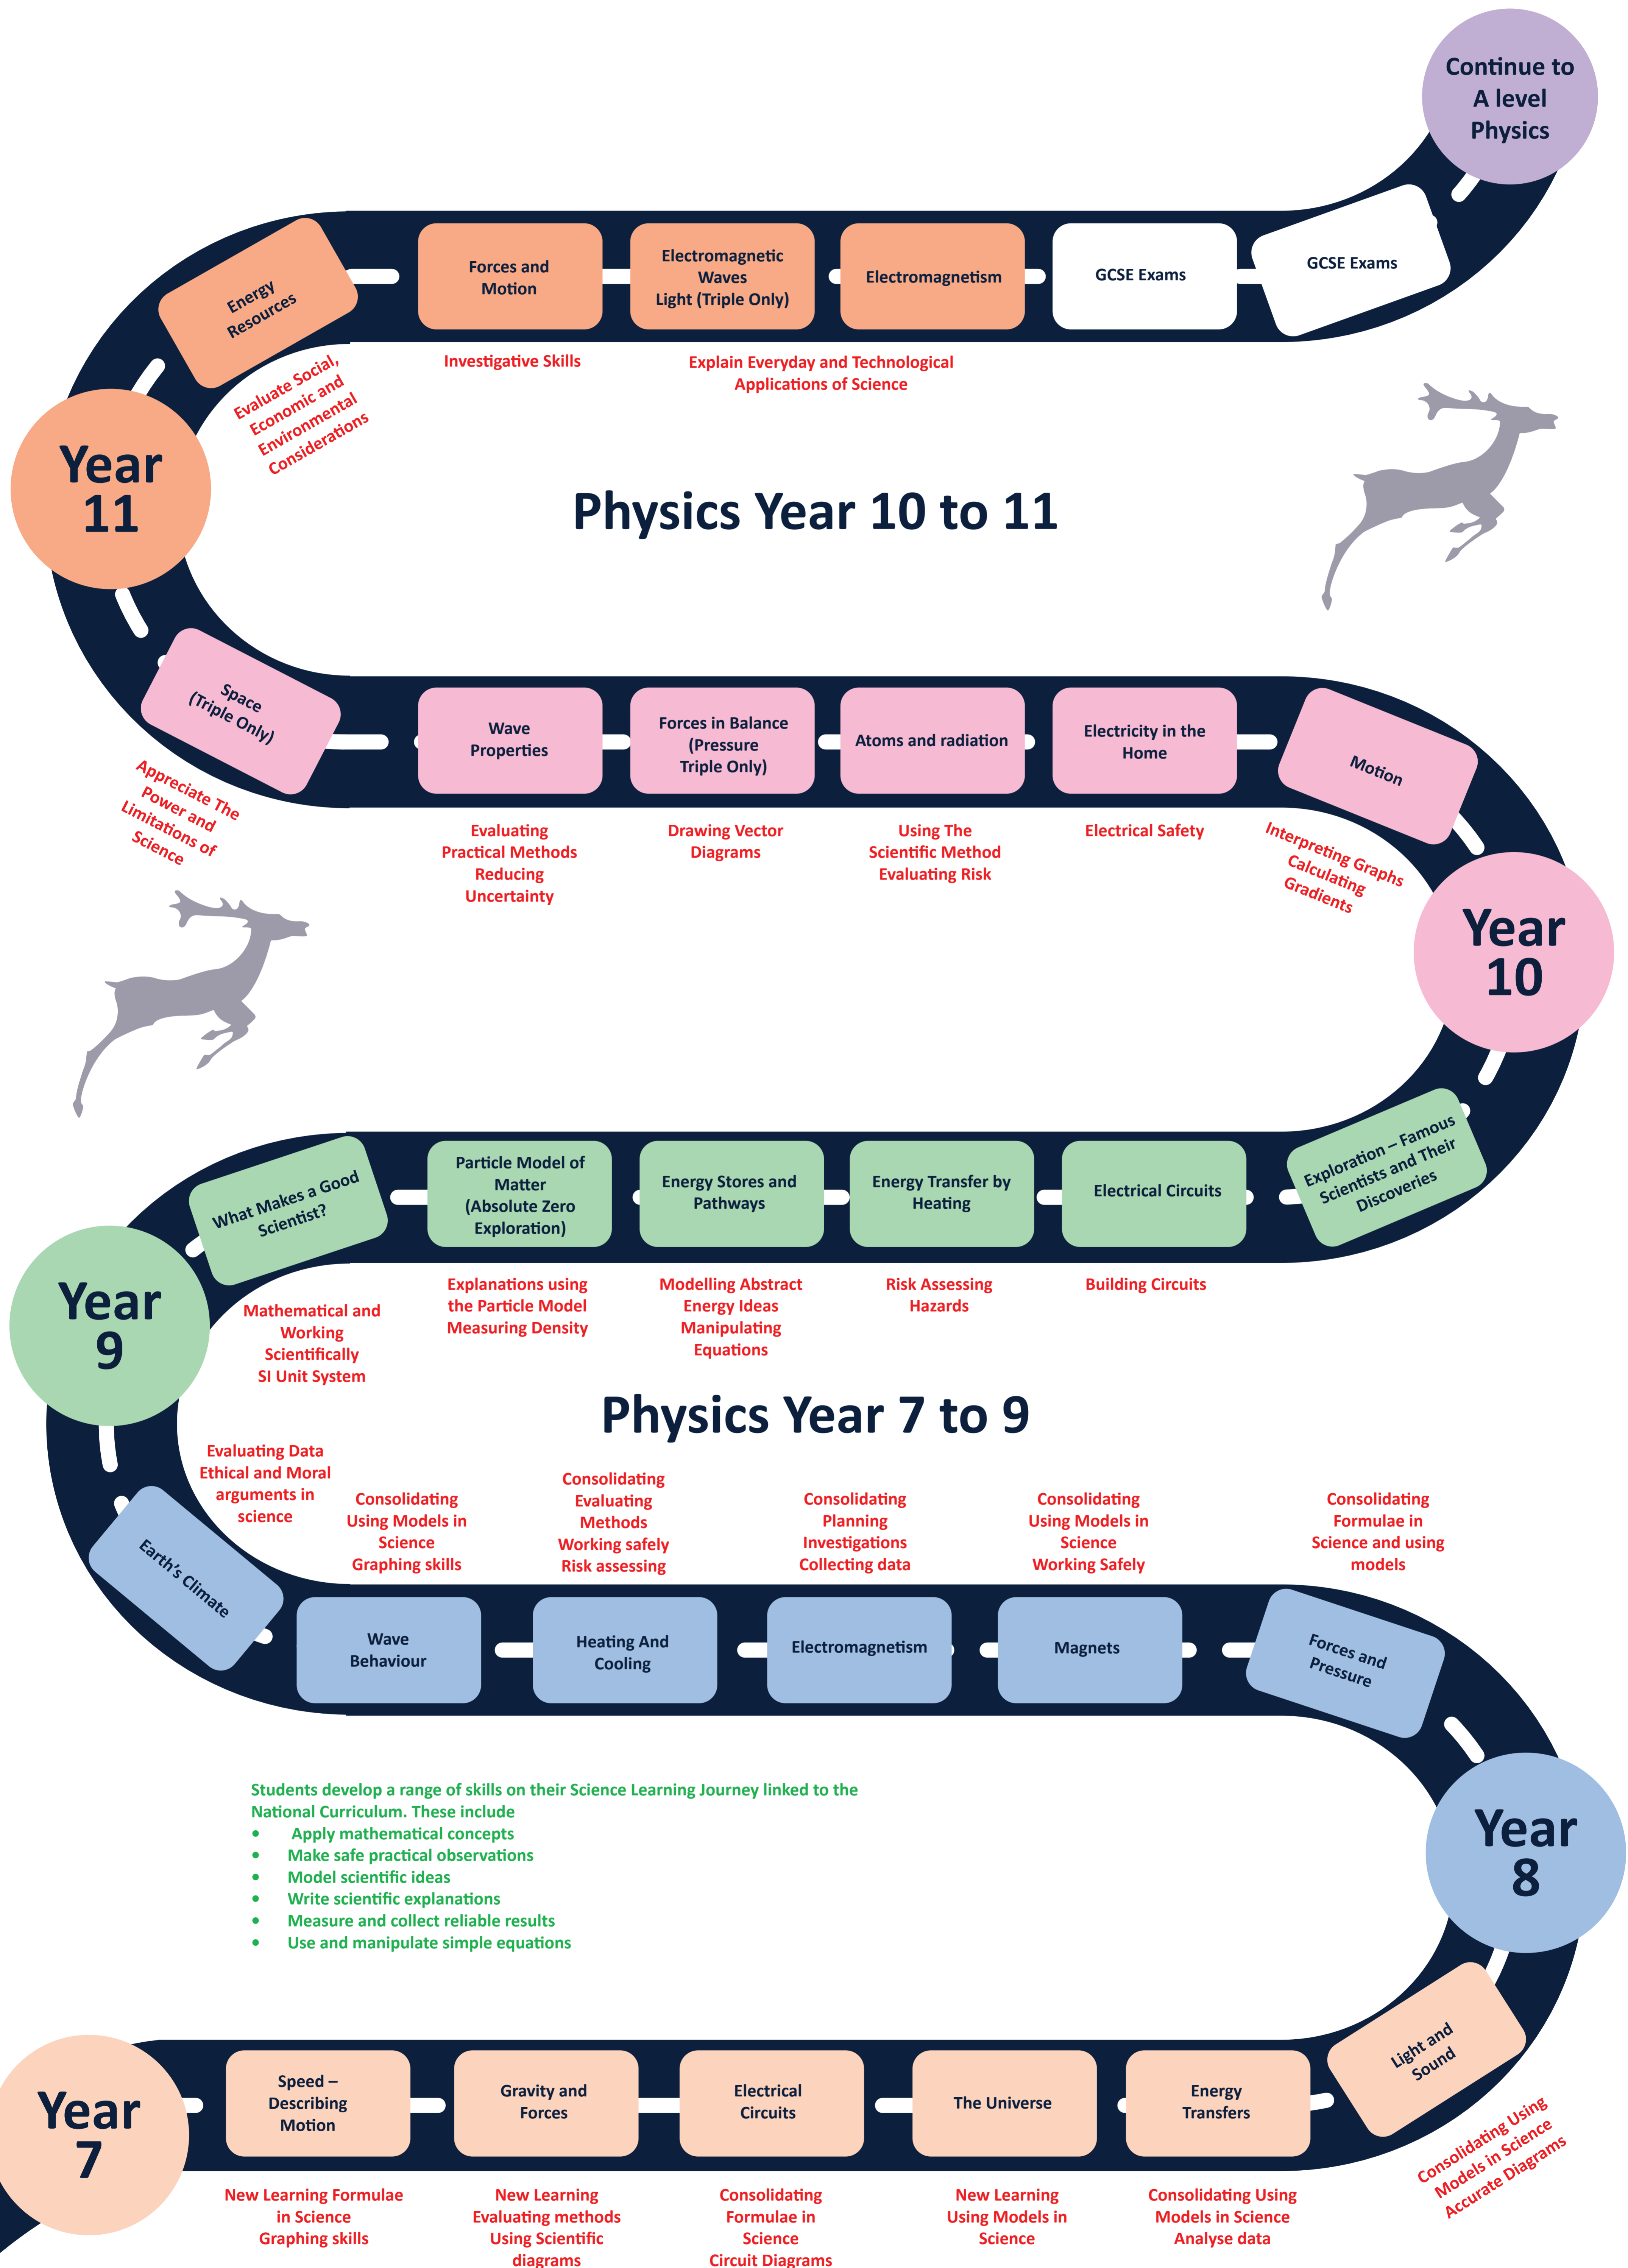 Continue to
A level
Physics
Energy
Resources
Forces and
Motion
Electromagnetic
Waves
Light (Triple Only)
Electromagnetism
GCSE Exams
GCSE Exams
Evaluate Social,
Economic and
Environmental
Considerations
Investigative Skills
Explain Everyday and Technological
Applications of Science
Year
11
Physics Year 10 to 11
Space
(Triple Only)
Wave
Properties
Forces in Balance
(Pressure
Triple Only)
Atoms and radiation
Electricity in the
Home
Motion
Appreciate The
Power and
Limitations of
Science
Evaluating
Practical Methods
Reducing
Uncertainty
Drawing Vector
Diagrams
Using The
Scientific Method
Evaluating Risk
Electrical Safety
Interpreting Graphs
Calculating
Gradients
Year
10
What Makes a Good
Scientist?
Particle Model of
Matter
(Absolute Zero
Exploration)
Energy Stores and
Pathways
Energy Transfer by
Heating
Electrical Circuits
Exploration – Famous
Scientists and Their
Discoveries
Year
9
Mathematical and
Working
Scientifically
SI Unit System
Explanations using
the Particle Model
Measuring Density
Modelling Abstract
Energy Ideas
Manipulating
Equations
Risk Assessing
Hazards
Building Circuits
Physics Year 7 to 9
Evaluating Data
Ethical and Moral
arguments in
science
Consolidating
Using Models in
Science
Graphing skills
Consolidating
Evaluating
Methods
Working safely
Risk assessing
Consolidating
Planning
Investigations
Collecting data
Consolidating
Using Models in
Science
Working Safely
Consolidating
Formulae in
Science and using
models
Earth's Climate
Wave
Behaviour
Heating And
Cooling
Electromagnetism
Magnets
Forces and
Pressure
Students develop a range of skills on their Science Learning Journey linked to the
National Curriculum. These include
• Apply mathematical concepts
• Make safe practical observations
• Model scientific ideas
• Write scientific explanations
• Measure and collect reliable results
• Use and manipulate simple equations
Year
8
Year
7
Speed –
Describing
Motion
Gravity and
Forces
Electrical
Circuits
The Universe
Energy
Transfers
Light and
Sound
New Learning Formulae
in Science
Graphing skills
New Learning
Evaluating methods
Using Scientific
diagrams
Consolidating
Formulae in
Science
Circuit Diagrams
New Learning
Using Models in
Science
Consolidating Using
Models in Science
Analyse data
Consolidating Using
Models in Science
Accurate Diagrams